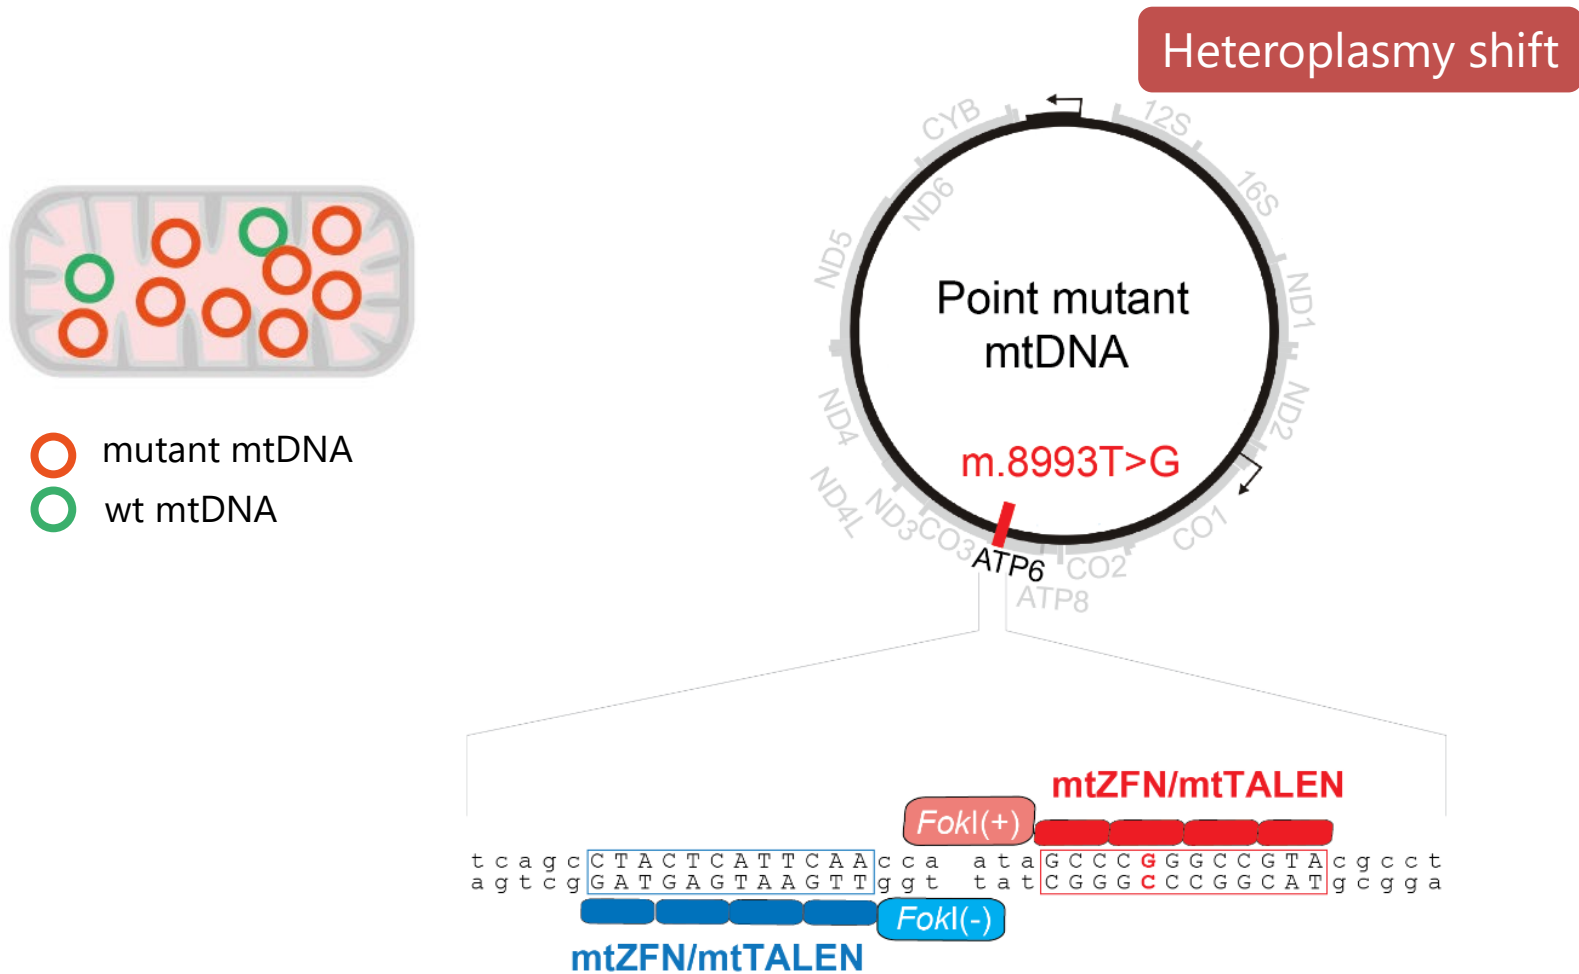 Heteroplasmy shift
CYB
12S
ND6
16S
ND5
ND1
Point mutant
mtDNA
ND4
ND2
m.8993T>G
mutant mtDNA
wt mtDNA
ND4L
ND3
CO3
CO1
ATP6
CO2
ATP8
mtZFN/mtTALEN
FokI(+)
t c a g c C T A C T C A T T C A A c c a a t a G C C C G G G C C G T A c g c c t
a g t c g G A T G A G T A A G T T g g t t a t C G G G C C C G G C A T g c g g a
FokI(-)
mtZFN/mtTALEN